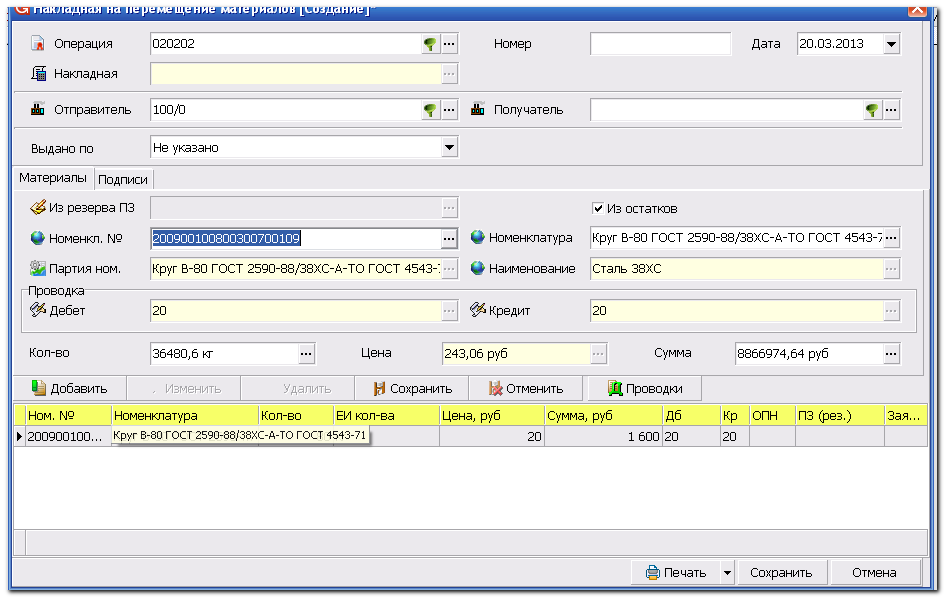 Накладная на перемещение материалов [Создание]*
Операция 020202 ... Номер Дата 20.03.2013
Накладная ...
Отправитель 100/0 ... Получатель ...
Выдано по Не указано
Материалы Подписи
Из резерва ПЗ ... Из остатков
Номенкл. № 200900100800300700109 ... Номенклатура Круг В-80 ГОСТ 2590-88/38ХС-А-ТО ГОСТ 4543-7 ...
Партия ном. Круг В-80 ГОСТ 2590-88/38ХС-А-ТО ГОСТ 4543- ... Наименование Сталь 38ХС ...
Проводка
Дебет 20 ... Кредит 20 ...
Кол-во 36480,6 кг ... Цена 243,06 руб ... Сумма 8866974,64 руб ...
Добавить Изменить Удалить Сохранить Отменить Проводки
Ном. № Номенклатура Кол-во ЕИ кол-ва Цена, руб Сумма, руб Дб Кр ОПН ПЗ (рез.) Зая...
200900100... Круг В-80 ГОСТ 2590-88/38ХС-А-ТО ГОСТ 4543-71 20 1 600 20 20
Печать Сохранить Отмена